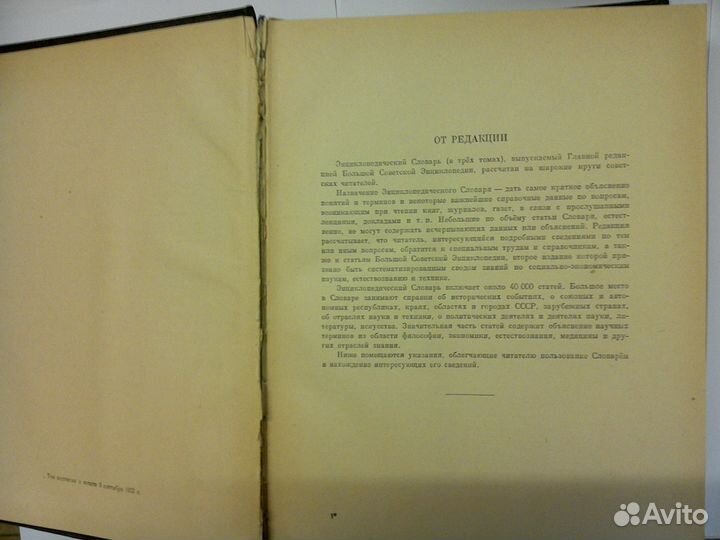 Том подписан к печати 9 сентября 1953 г.
ОТ РЕДАКЦИИ
Энциклопедический Словарь (в трёх томах), выпускаемый Главной редак-
цией Большой Советской Энциклопедии, рассчитан на широкие круги совет-
ских читателей.
Назначение Энциклопедического Словаря — дать самое краткое объяснение
понятий и терминов и некоторые важнейшие справочные данные по вопросам,
возникающим при чтении книг, журналов, газет, в связи с прослушанными
лекциями, докладами и т. п. Небольшие по объёму статьи Словаря, естест-
венно, не могут содержать исчерпывающих данных или объяснений. Редакция
рассчитывает, что читатель, интересующийся подробными сведениями по тем
или иным вопросам, обратится к специальным трудам и справочникам, а так-
же к статьям Большой Советской Энциклопедии, второе издание которой при-
звано быть систематизированным сводом знаний по социально-экономическим
наукам, естествознанию и технике.
Энциклопедический Словарь включает около 40 000 статей. Большое место
в Словаре занимают справки об исторических событиях, о союзных и авто-
номных республиках, краях, областях и городах СССР, зарубежных странах,
об отраслях науки и техники, о политических деятелях и деятелях науки, ли-
тературы, искусства. Значительная часть статей содержит объяснение научных
терминов из области философии, экономики, естествознания, медицины и дру-
гих отраслей знания.
Ниже помещаются указания, облегчающие читателю пользование Словарём
и нахождение интересующих его сведений.
1*
Avito